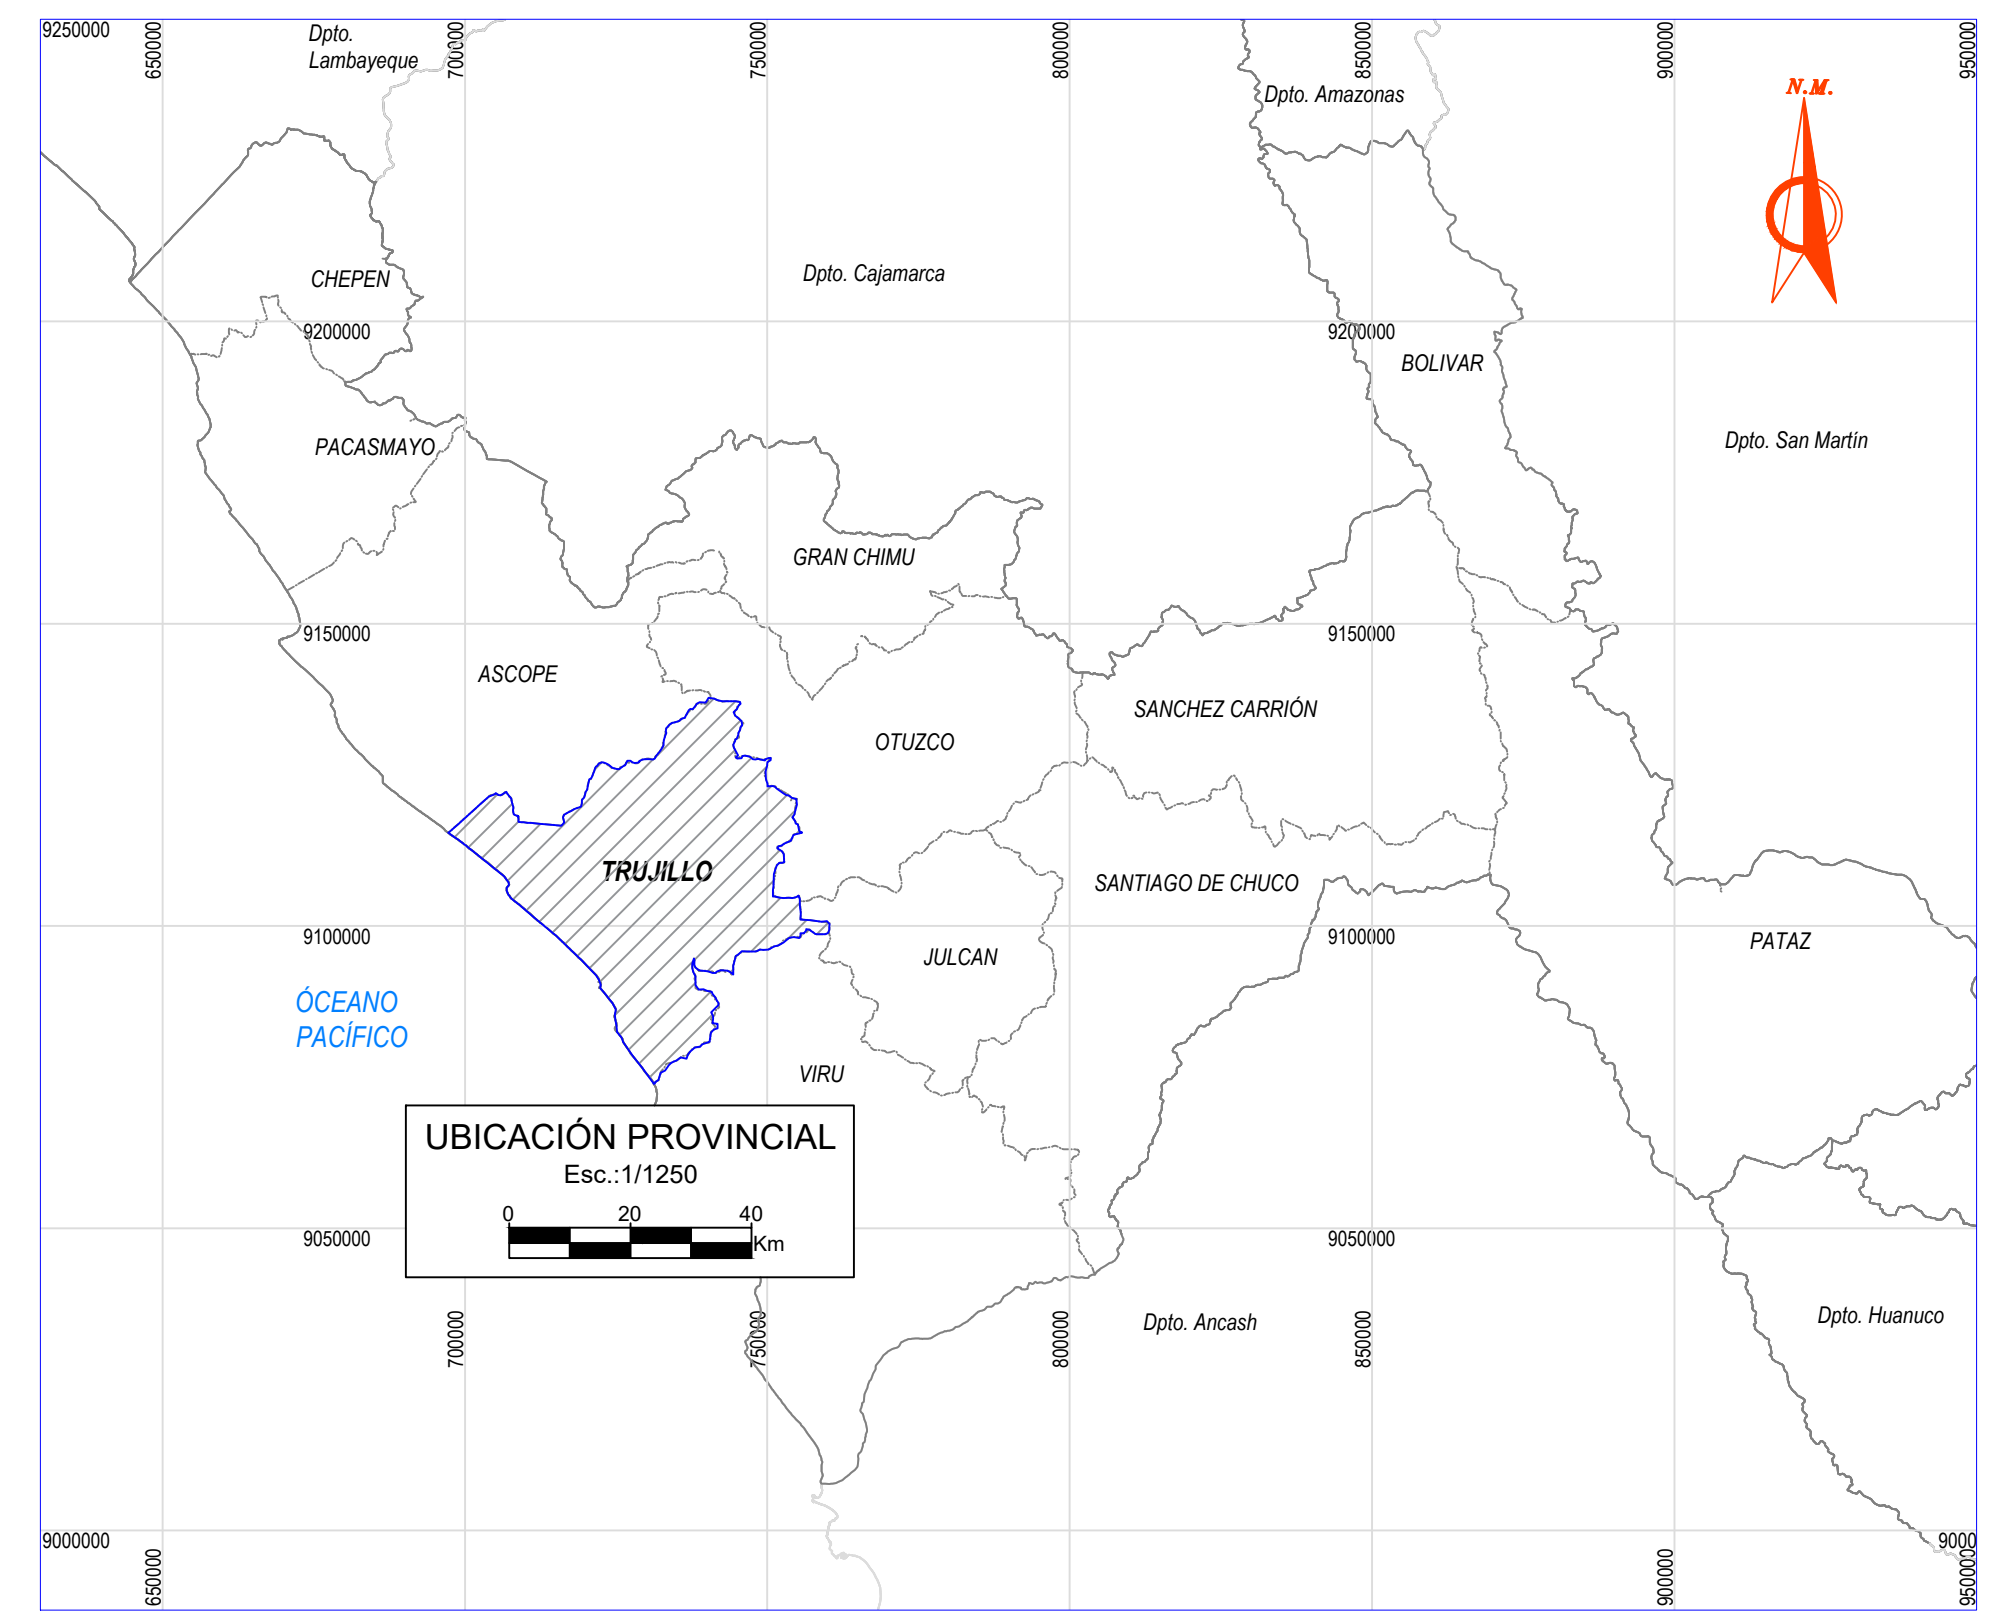 9250000
650000
Dpto.
Lambayeque
700000
750000
800000
850000
900000
9500000
Dpto. Amazonas
N.M.
CHEPEN
Dpto. Cajamarca
9200000
9200000
BOLIVAR
PACASMAYO
Dpto. San Martín
GRAN CHIMU
9150000
9150000
ASCOPE
SANCHEZ CARRIÓN
OTUZCO
TRUJILLO
SANTIAGO DE CHUCO
9100000
9100000
PATAZ
JULCAN
ÓCEANO
PACÍFICO
VIRU
UBICACIÓN PROVINCIAL
Esc.:1/1250
0 20 40
Km
9050000
9050000
Dpto. Ancash
Dpto. Huanuco
700000
750000
800000
850000
9000000
9000
650000
900000
9500000